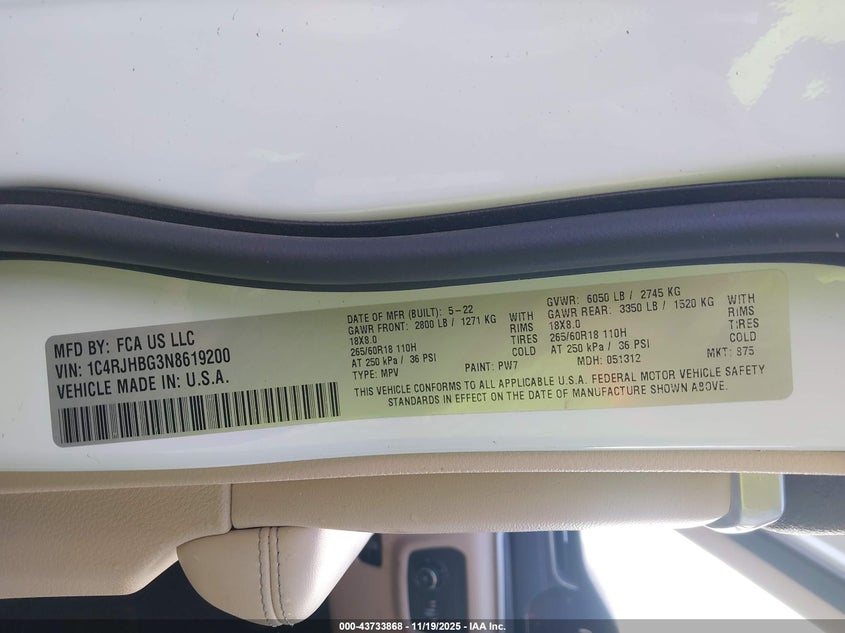 MFD BY: FCA US LLC
VIN: 1C4RJHBG3N8619200
VEHICLE MADE IN: U.S.A.
DATE OF MFR (BUILT): 5-22
GAWR FRONT: 2800 LB / 1271 KG WITH
18X8.0 RIMS
265/60R18 110H TIRES
AT 250 kPa / 36 PSI COLD
TYPE: MPV PAINT: PW7
GVWR: 6050 LB / 2745 KG
GAWR REAR: 3350 LB / 1520 KG WITH
18X8.0 RIMS
265/60R18 110H TIRES
AT 250 kPa / 36 PSI COLD
MDH: 051312 MKT: 875
THIS VEHICLE CONFORMS TO ALL APPLICABLE U.S.A. FEDERAL MOTOR VEHICLE SAFETY
STANDARDS IN EFFECT ON THE DATE OF MANUFACTURE SHOWN ABOVE.
000-43733868 - 11/19/2025 - IAA Inc.